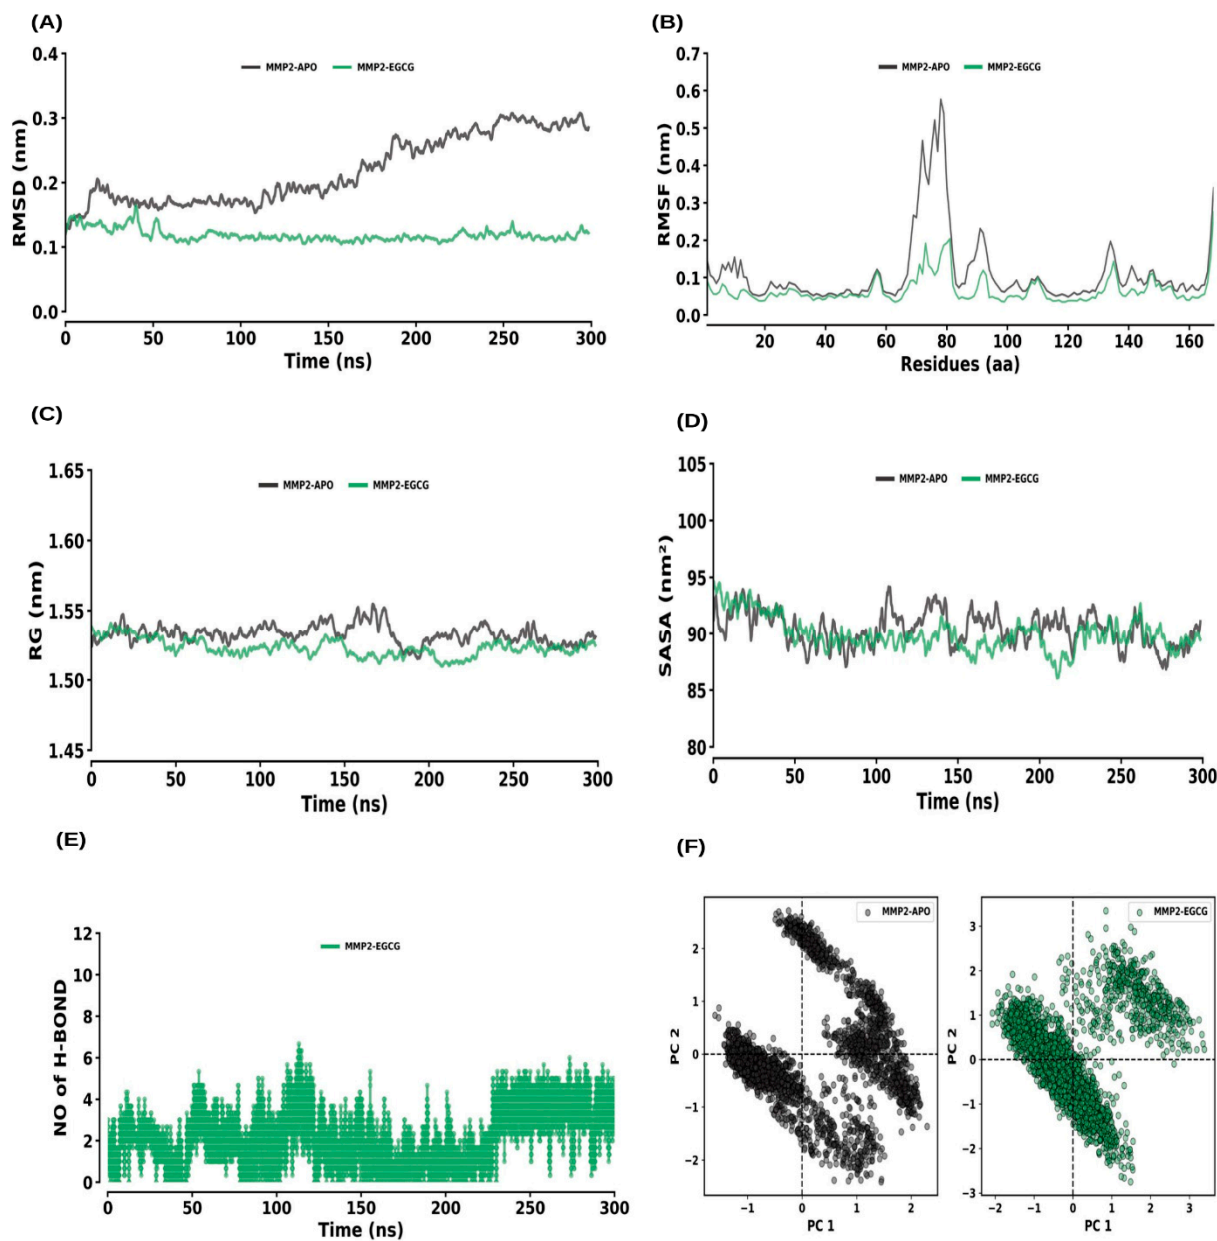 (A)
RMSD (nm)
0.4
0.3
0.2
0.1
0.0
MMP2-APO MMP2-EGCG
0 50 100 150 200 250 300
Time (ns)
(B)
RMSF (nm)
0.7
0.6
0.5
0.4
0.3
0.2
0.1
0.0
MMP2-APO MMP2-EGCG
20 40 60 80 100 120 140 160
Residues (aa)
(C)
RG (nm)
1.65
1.60
1.55
1.50
1.45
MMP2-APO MMP2-EGCG
0 50 100 150 200 250 300
Time (ns)
(D)
SASA (nm²)
105
100
95
90
85
80
MMP2-APO MMP2-EGCG
0 50 100 150 200 250 300
Time (ns)
(E)
NO of H-BOND
12
10
8
6
4
2
0
MMP2-EGCG
0 50 100 150 200 250 300
Time (ns)
(F)
PC 2
2
1
0
−1
−2
MMP2-APO
−1 0 1 2
PC 1
PC 2
3
2
1
0
−1
−2
−3
MMP2-EGCG
−2 −1 0 1 2 3
PC 1